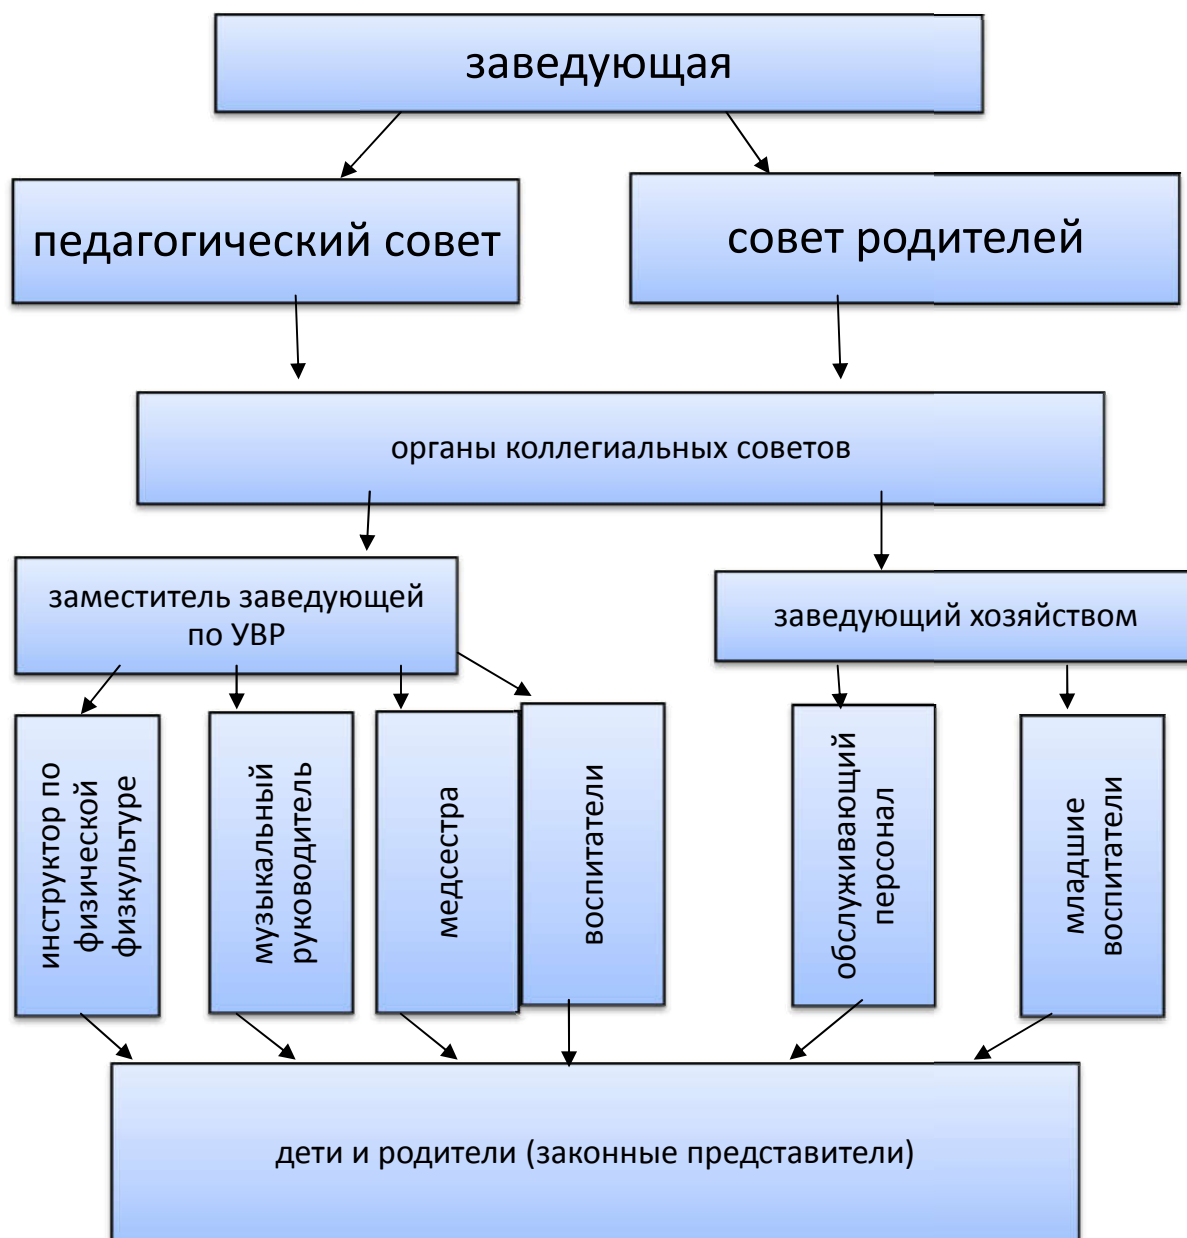 заведующая
педагогический совет
совет родителей
органы коллегиальных советов
заместитель заведующей
по УВР
заведующий хозяйством
инструктор по
физической
физкультуре
музыкальный
руководитель
медсестра
воспитатели
обслуживающий
персонал
младшие
воспитатели
дети и родители (законные представители)